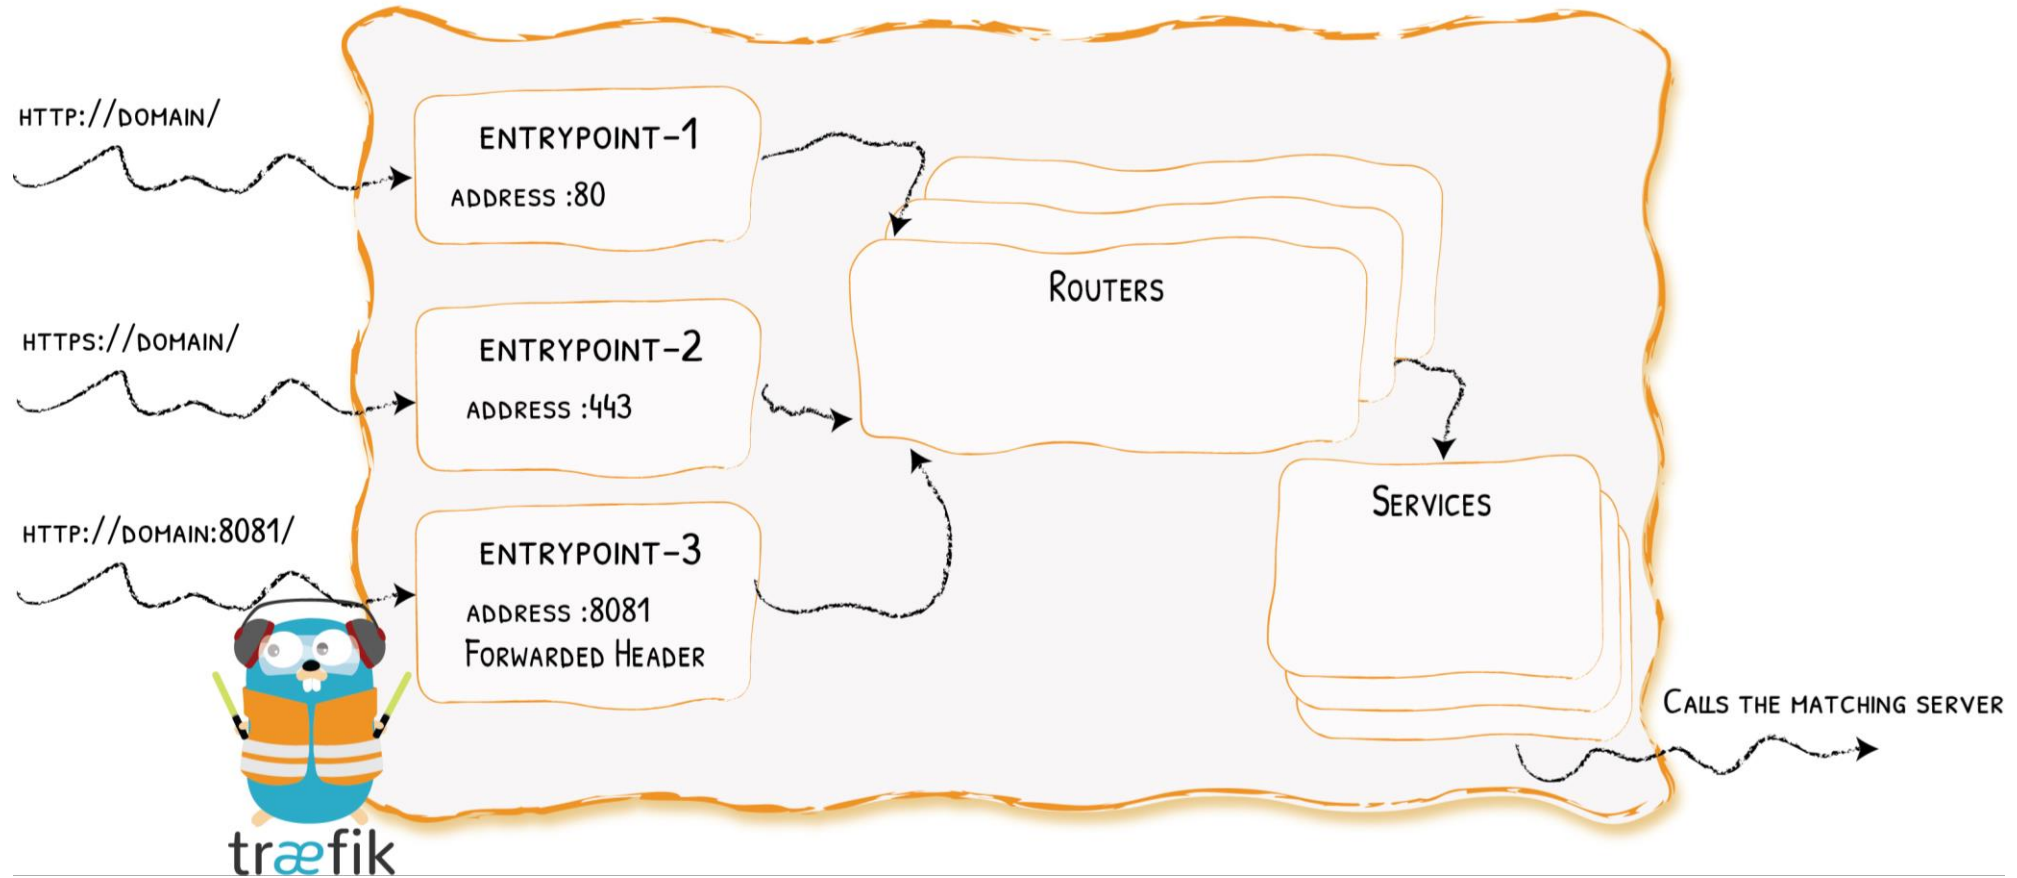 HTTP://DOMAIN/
ENTRYPOINT-1
ADDRESS :80
ROUTERS
HTTPS://DOMAIN/
ENTRYPOINT-2
ADDRESS :443
SERVICES
HTTP://DOMAIN:8081/
ENTRYPOINT-3
ADDRESS :8081
FORWARDED HEADER
CALLS THE MATCHING SERVER
træfik